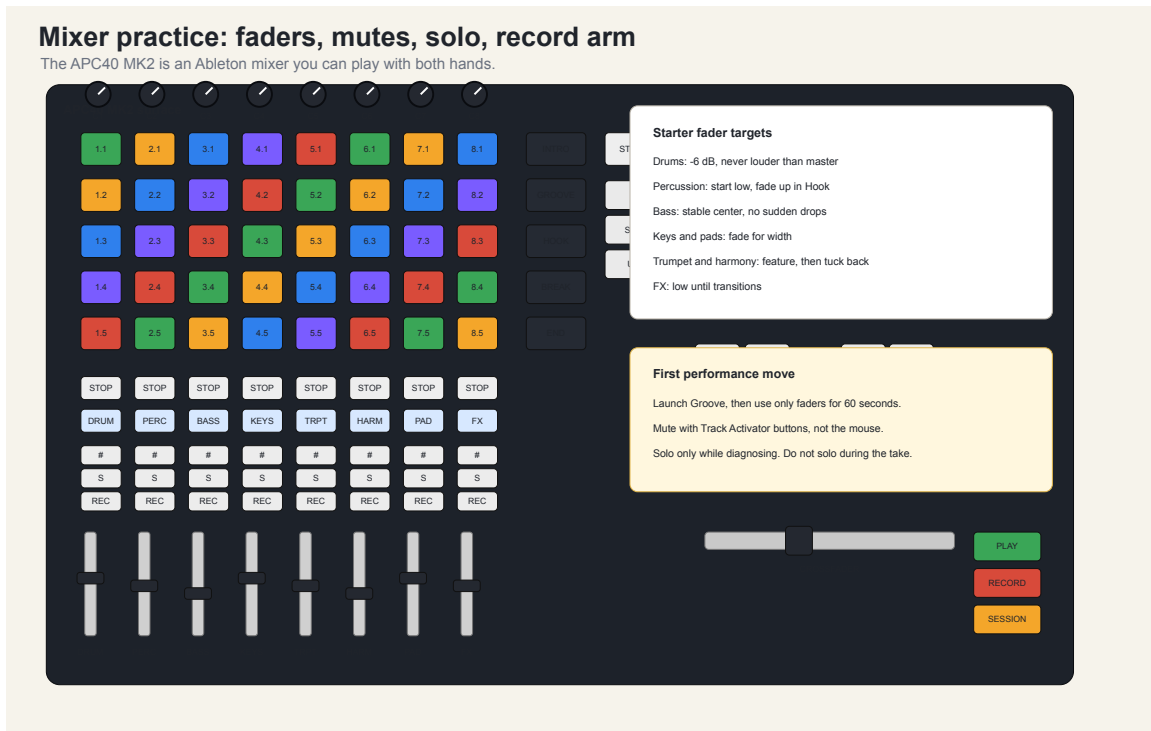 Mixer practice: faders, mutes, solo, record arm
The APC40 MK2 is an Ableton mixer you can play with both hands.
1.1 2.1 3.1 4.1 5.1 6.1 7.1 8.1
1.2 2.2 3.2 4.2 5.2 6.2 7.2 8.2
1.3 2.3 3.3 4.3 5.3 6.3 7.3 8.3
1.4 2.4 3.4 4.4 5.4 6.4 7.4 8.4
1.5 2.5 3.5 4.5 5.5 6.5 7.5 8.5
STOP STOP STOP STOP STOP STOP STOP STOP
DRUM PERC BASS KEYS TRPT HARM PAD FX
# # # # # # # #
S S S S S S S S
REC REC REC REC REC REC REC REC
Starter fader targets
Drums: -6 dB, never louder than master
Percussion: start low, fade up in Hook
Bass: stable center, no sudden drops
Keys and pads: fade for width
Trumpet and harmony: feature, then tuck back
FX: low until transitions
First performance move
Launch Groove, then use only faders for 60 seconds.
Mute with Track Activator buttons, not the mouse.
Solo only while diagnosing. Do not solo during the take.
PLAY
RECORD
SESSION